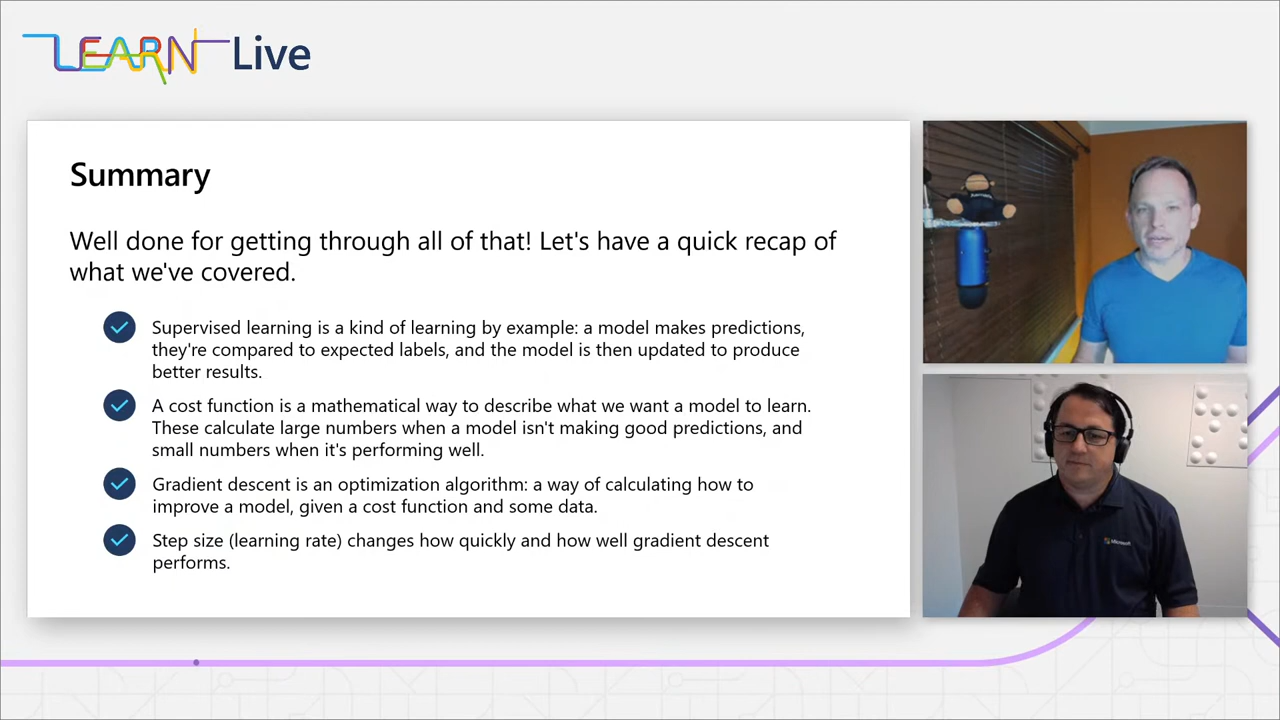 LEARN Live
Summary
Well done for getting through all of that! Let's have a quick recap of
what we've covered.
Supervised learning is a kind of learning by example: a model makes predictions,
they're compared to expected labels, and the model is then updated to produce
better results.
A cost function is a mathematical way to describe what we want a model to learn.
These calculate large numbers when a model isn't making good predictions, and
small numbers when it's performing well.
Gradient descent is an optimization algorithm: a way of calculating how to
improve a model, given a cost function and some data.
Step size (learning rate) changes how quickly and how well gradient descent
performs.
Microsoft